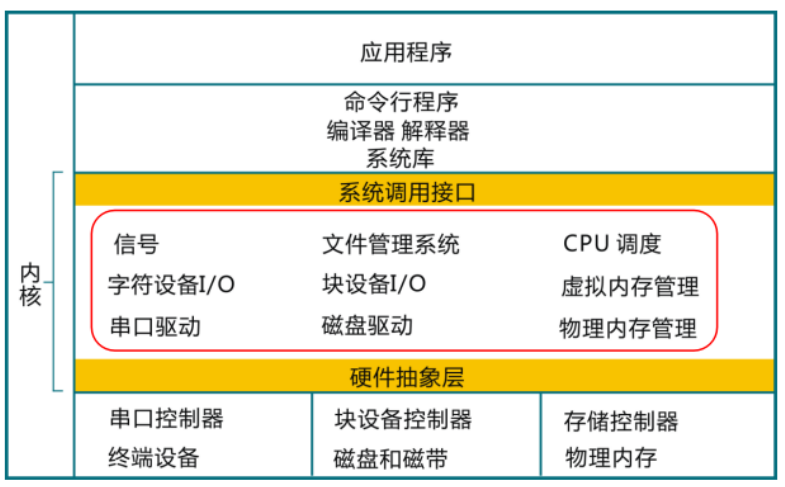 应用程序
命令行程序
编译器 解释器
系统库
系统调用接口
内核
信号 文件管理系统 CPU 调度
字符设备I/O 块设备I/O 虚拟内存管理
串口驱动 磁盘驱动 物理内存管理
硬件抽象层
串口控制器 块设备控制器 存储控制器
终端设备 磁盘和磁带 物理内存